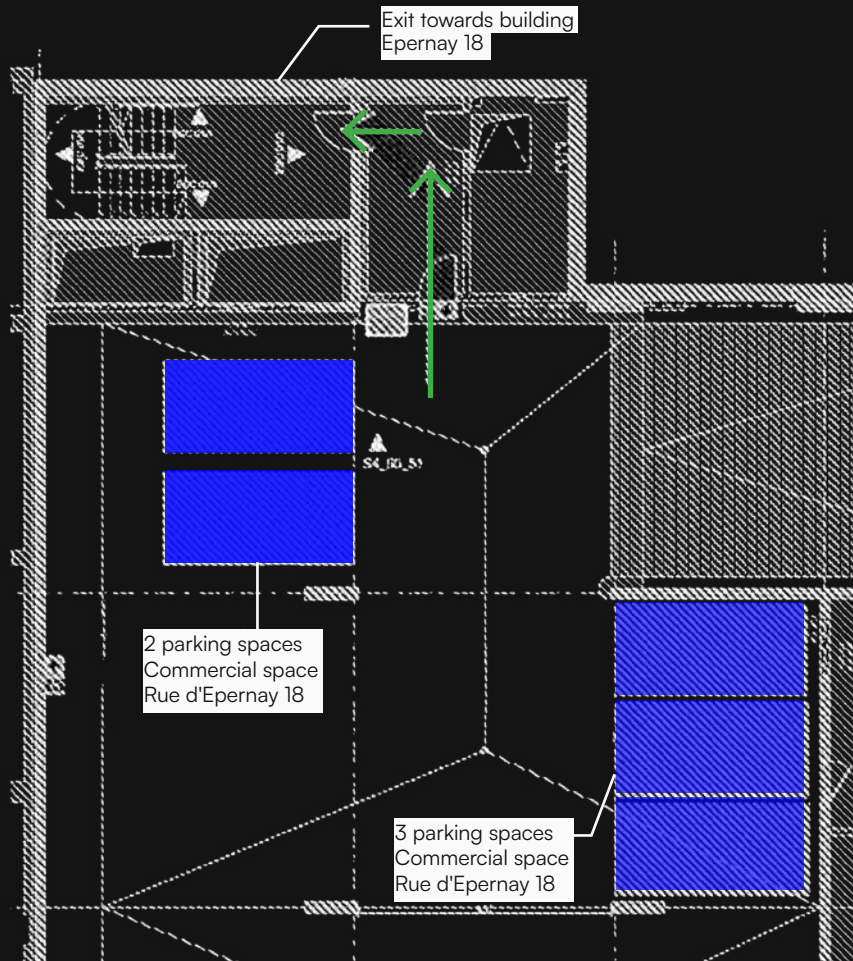 Exit towards building
Epernay 18
2 parking spaces
Commercial space
Rue d'Epernay 18
3 parking spaces
Commercial space
Rue d'Epernay 18